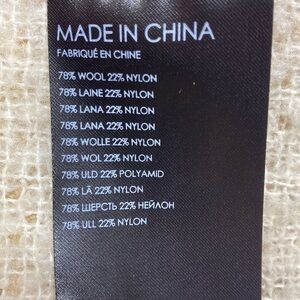 MADE IN CHINA
FABRIQUÉ EN CHINE
78% WOOL 22% NYLON
78% LAINE 22% NYLON
78% LANA 22% NYLON
78% LANA 22% NYLON
78% WOLLE 22% NYLON
78% WOL 22% NYLON
78% ULD 22% POLYAMID
78% LÃ 22% NYLON
78% ШЕРСТЬ 22% НЕЙЛОН
78% ULL 22% NYLON